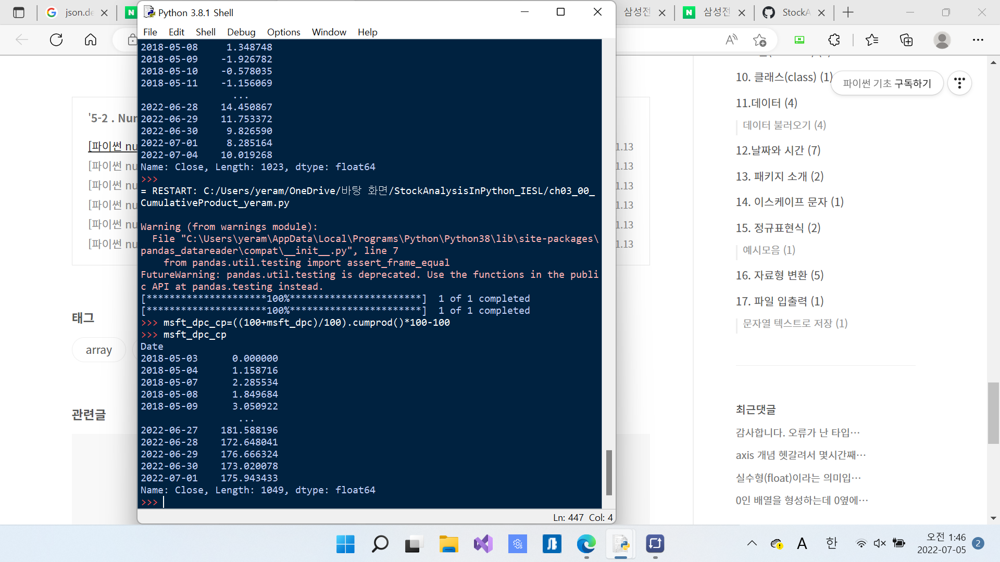 json.de
Python 3.8.1 Shell
삼성전
삼성전
StockA
File Edit Shell Debug Options Window Help
2018-05-08 1.348748
2018-05-09 -1.926782
2018-05-10 -0.578035
2018-05-11 -1.156069
...
2022-06-28 14.450867
2022-06-29 11.753372
2022-06-30 9.826590
2022-07-01 8.285164
2022-07-04 10.019268
Name: Close, Length: 1023, dtype: float64
>>>
= RESTART: C:/Users/yeram/OneDrive/바탕 화면/StockAnalysisInPython_IESL/ch03_00_
CumulativeProduct_yeram.py
Warning (from warnings module):
File "C:\Users\yeram\AppData\Local\Programs\Python\Python38\lib\site-packages\
pandas_datareader\compat\__init__.py", line 7
from pandas.util.testing import assert_frame_equal
FutureWarning: pandas.util.testing is deprecated. Use the functions in the publi
c API at pandas.testing instead.
[*********************100%***********************] 1 of 1 completed
[*********************100%***********************] 1 of 1 completed
>>> msft_dpc_cp=((100+msft_dpc)/100).cumprod()*100-100
>>> msft_dpc_cp
Date
2018-05-03 0.000000
2018-05-04 1.158716
2018-05-07 2.285534
2018-05-08 1.849684
2018-05-09 3.050922
...
2022-06-27 181.588196
2022-06-28 172.648041
2022-06-29 176.666324
2022-06-30 173.020078
2022-07-01 175.943433
Name: Close, Length: 1049, dtype: float64
>>>
Ln: 447 Col: 4
'5-2 . Nur
[파이썬 nu
[파이썬 nu
[파이썬 nu
[파이썬 nu
[파이썬 nu
[파이썬 nu
1.13
1.13
1.13
1.13
1.13
1.13
태그
array
관련글
10. 클래스(class) (1)
파이썬 기초 구독하기
11.데이터 (4)
데이터 불러오기 (4)
12.날짜와 시간 (7)
13. 패키지 소개 (2)
14. 이스케이프 문자 (1)
15. 정규표현식 (2)
예시모음 (1)
16. 자료형 변환 (5)
17. 파일 입출력 (1)
문자열 텍스트로 저장 (1)
최근댓글
감사합니다. 오류가 난 타입…
axis 개념 헷갈려서 몇시간째…
실수형(float)이라는 의미입…
0인 배열을 형성하는데 0옆에…
A 한
오전 1:46
2022-07-05
2